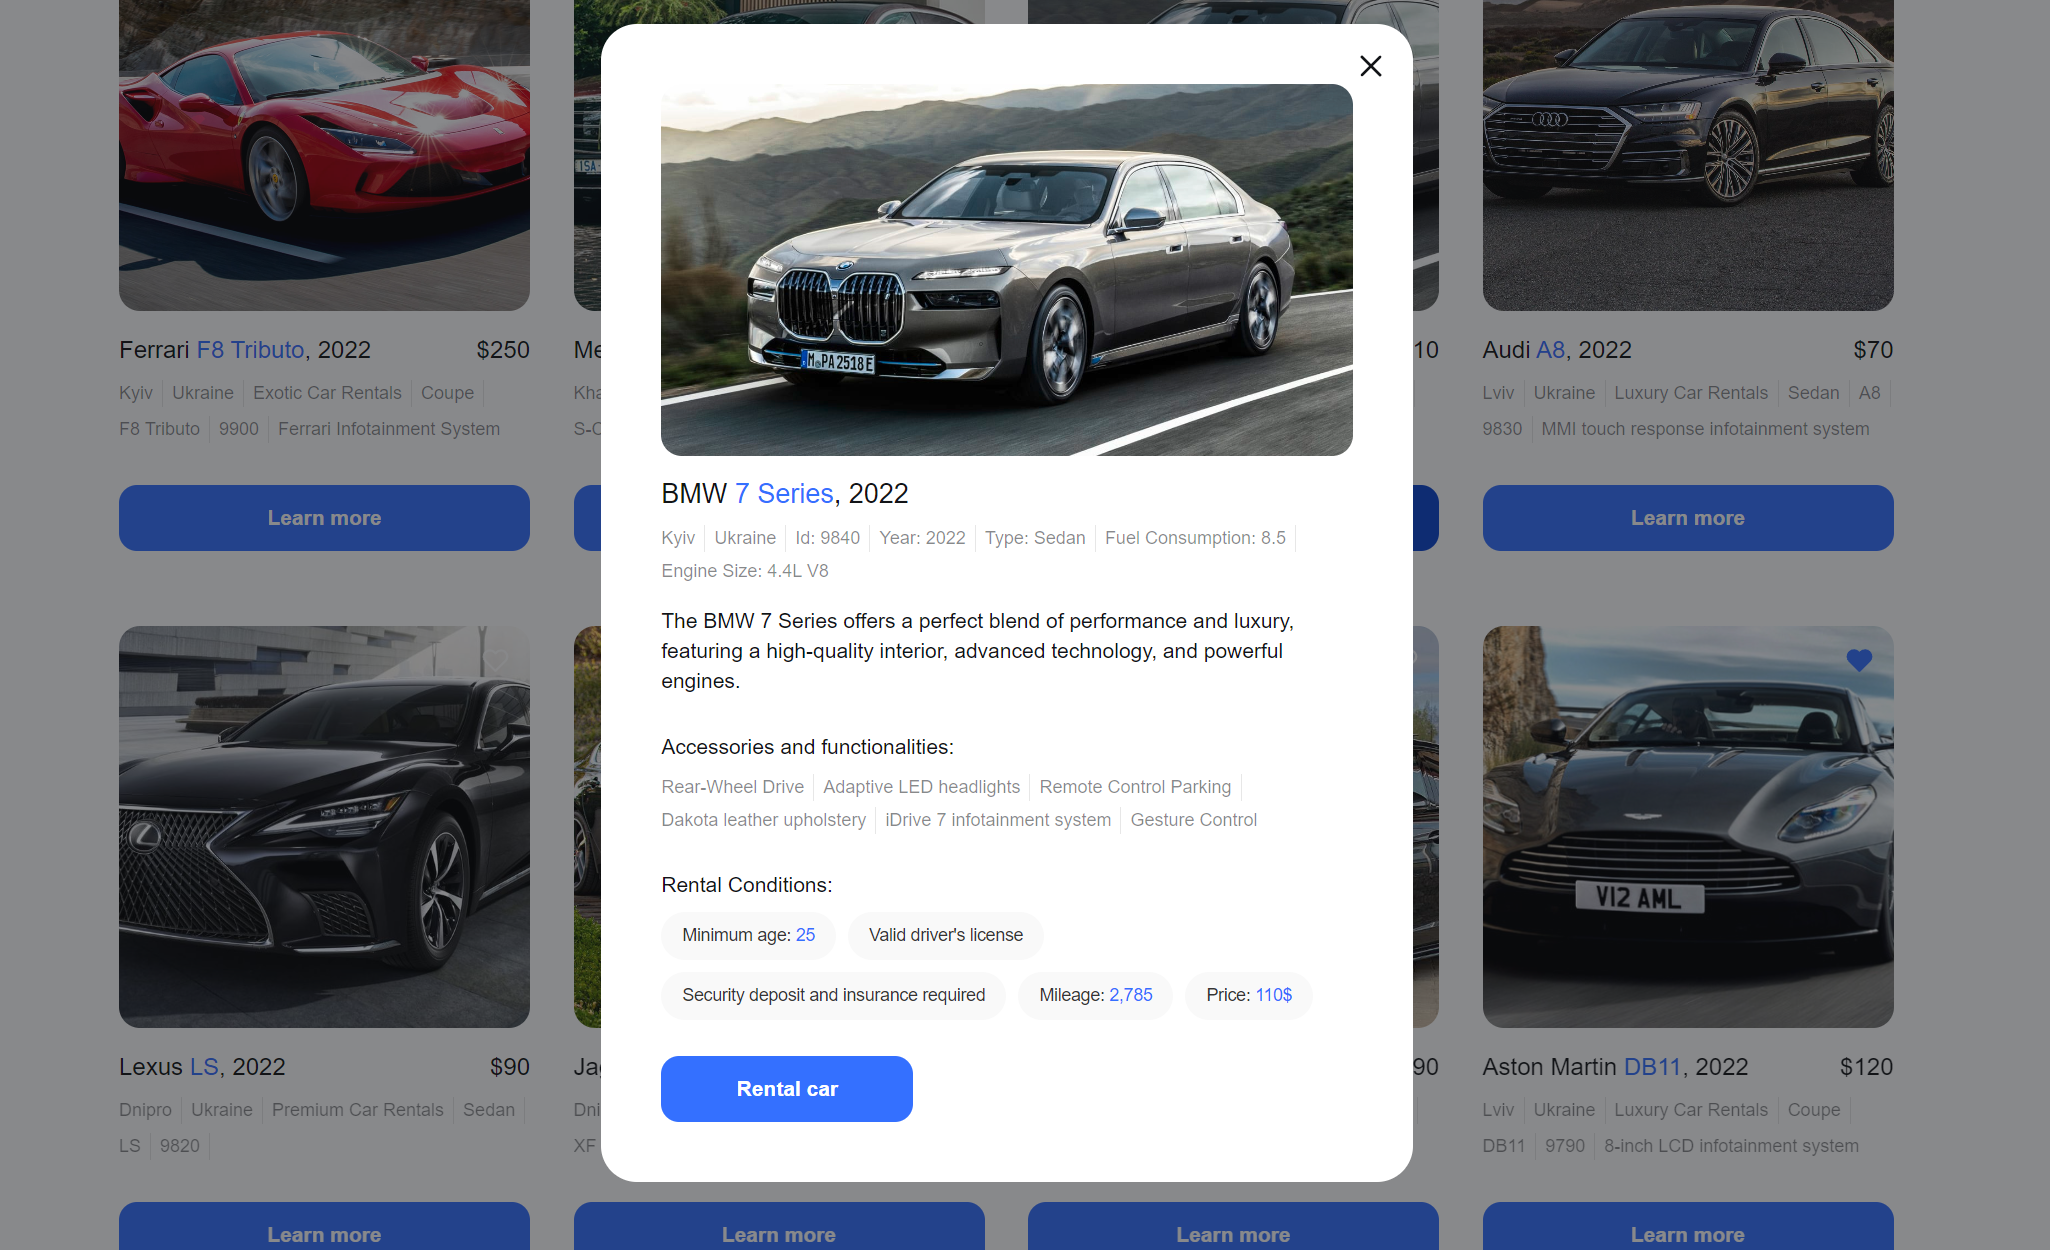 M PA 2518E
BMW 7 Series, 2022
Kyiv Ukraine Id: 9840 Year: 2022 Type: Sedan Fuel Consumption: 8.5
Engine Size: 4.4L V8
The BMW 7 Series offers a perfect blend of performance and luxury,
featuring a high-quality interior, advanced technology, and powerful
engines.
Accessories and functionalities:
Rear-Wheel Drive Adaptive LED headlights Remote Control Parking
Dakota leather upholstery iDrive 7 infotainment system Gesture Control
Rental Conditions:
Minimum age: 25 Valid driver's license
Security deposit and insurance required Mileage: 2,785 Price: 110$
Rental car
Ferrari F8 Tributo, 2022 $250
Kyiv Ukraine Exotic Car Rentals Coupe
F8 Tributo 9900 Ferrari Infotainment System
Learn more
Me
Kha
S-C
10
Audi A8, 2022 $70
Lviv Ukraine Luxury Car Rentals Sedan A8
9830 MMI touch response infotainment system
Learn more
Lexus LS, 2022 $90
Dnipro Ukraine Premium Car Rentals Sedan
LS 9820
Learn more
Jag
Dni
XF
Learn more
90
Learn more
V12 AML
Aston Martin DB11, 2022 $120
Lviv Ukraine Luxury Car Rentals Coupe
DB11 9790 8-inch LCD infotainment system
Learn more